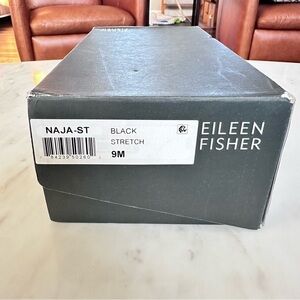 NAJA-ST
BLACK
STRETCH
9M
EILEEN
FISHER